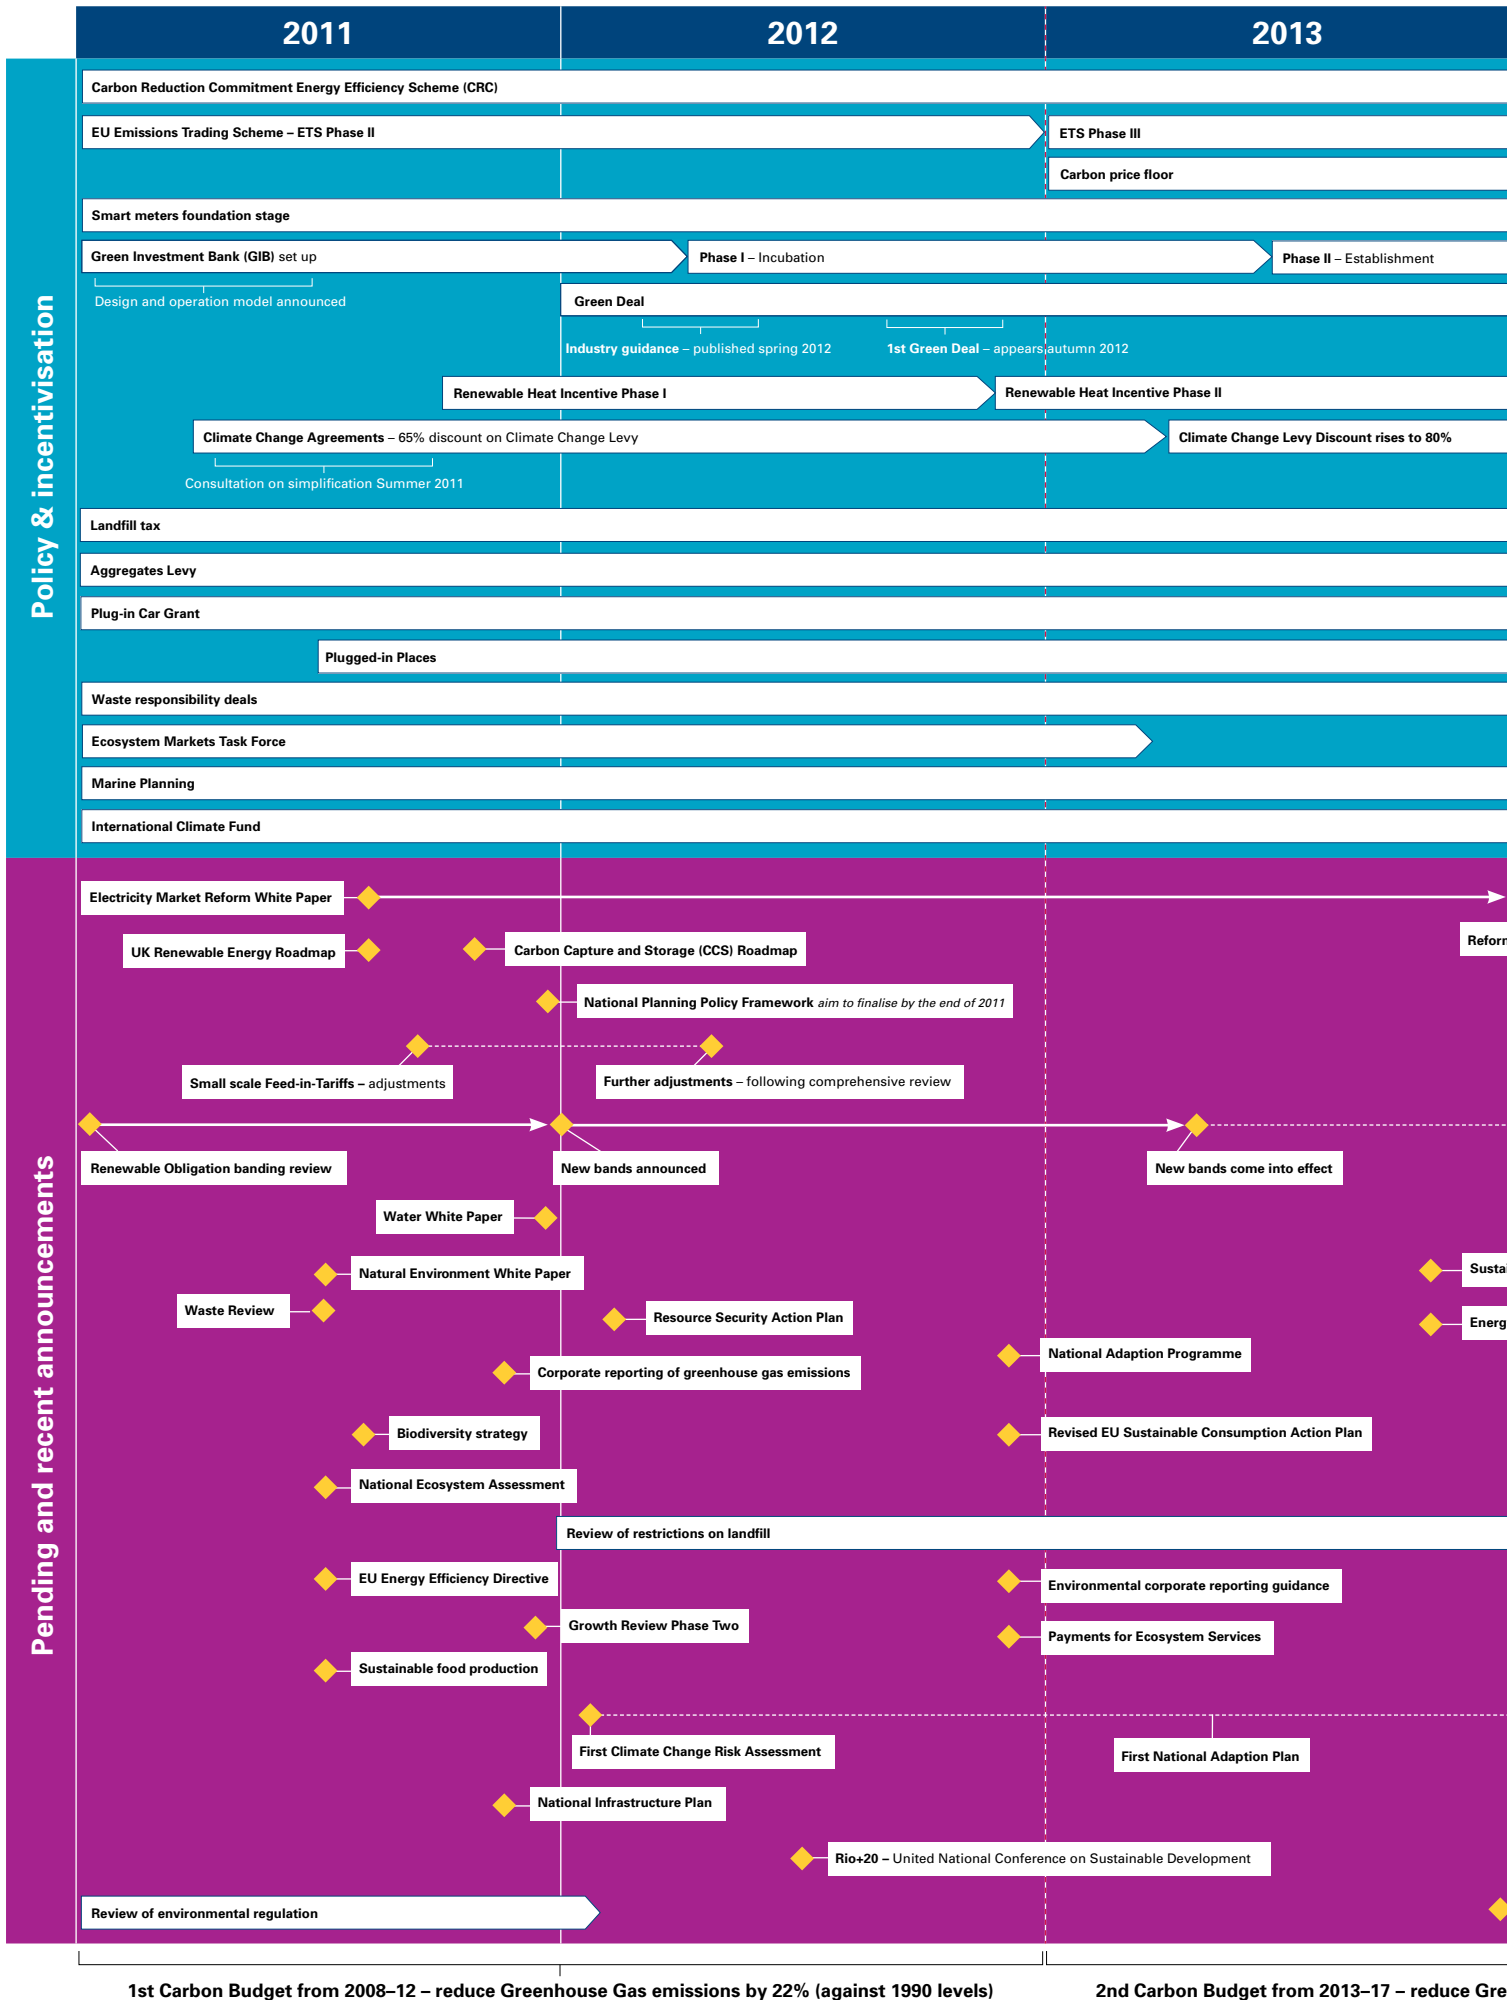 2011 2012 2013
Policy & incentivisation
Carbon Reduction Commitment Energy Efficiency Scheme (CRC)
EU Emissions Trading Scheme – ETS Phase II
ETS Phase III
Carbon price floor
Smart meters foundation stage
Green Investment Bank (GIB) set up
Phase I – Incubation
Phase II – Establishment
Design and operation model announced
Green Deal
Industry guidance – published spring 2012
1st Green Deal – appears autumn 2012
Renewable Heat Incentive Phase I
Renewable Heat Incentive Phase II
Climate Change Agreements – 65% discount on Climate Change Levy
Climate Change Levy Discount rises to 80%
Consultation on simplification Summer 2011
Landfill tax
Aggregates Levy
Plug-in Car Grant
Plugged-in Places
Waste responsibility deals
Ecosystem Markets Task Force
Marine Planning
International Climate Fund
Pending and recent announcements
Electricity Market Reform White Paper
UK Renewable Energy Roadmap
Carbon Capture and Storage (CCS) Roadmap
National Planning Policy Framework aim to finalise by the end of 2011
Small scale Feed-in-Tariffs – adjustments
Further adjustments – following comprehensive review
Renewable Obligation banding review
New bands announced
New bands come into effect
Water White Paper
Natural Environment White Paper
Waste Review
Resource Security Action Plan
National Adaption Programme
Corporate reporting of greenhouse gas emissions
Biodiversity strategy
Revised EU Sustainable Consumption Action Plan
National Ecosystem Assessment
Review of restrictions on landfill
EU Energy Efficiency Directive
Environmental corporate reporting guidance
Growth Review Phase Two
Payments for Ecosystem Services
Sustainable food production
First Climate Change Risk Assessment
First National Adaption Plan
National Infrastructure Plan
Rio+20 – United National Conference on Sustainable Development
Review of environmental regulation
1st Carbon Budget from 2008–12 – reduce Greenhouse Gas emissions by 22% (against 1990 levels)
2nd Carbon Budget from 2013–17 – reduce